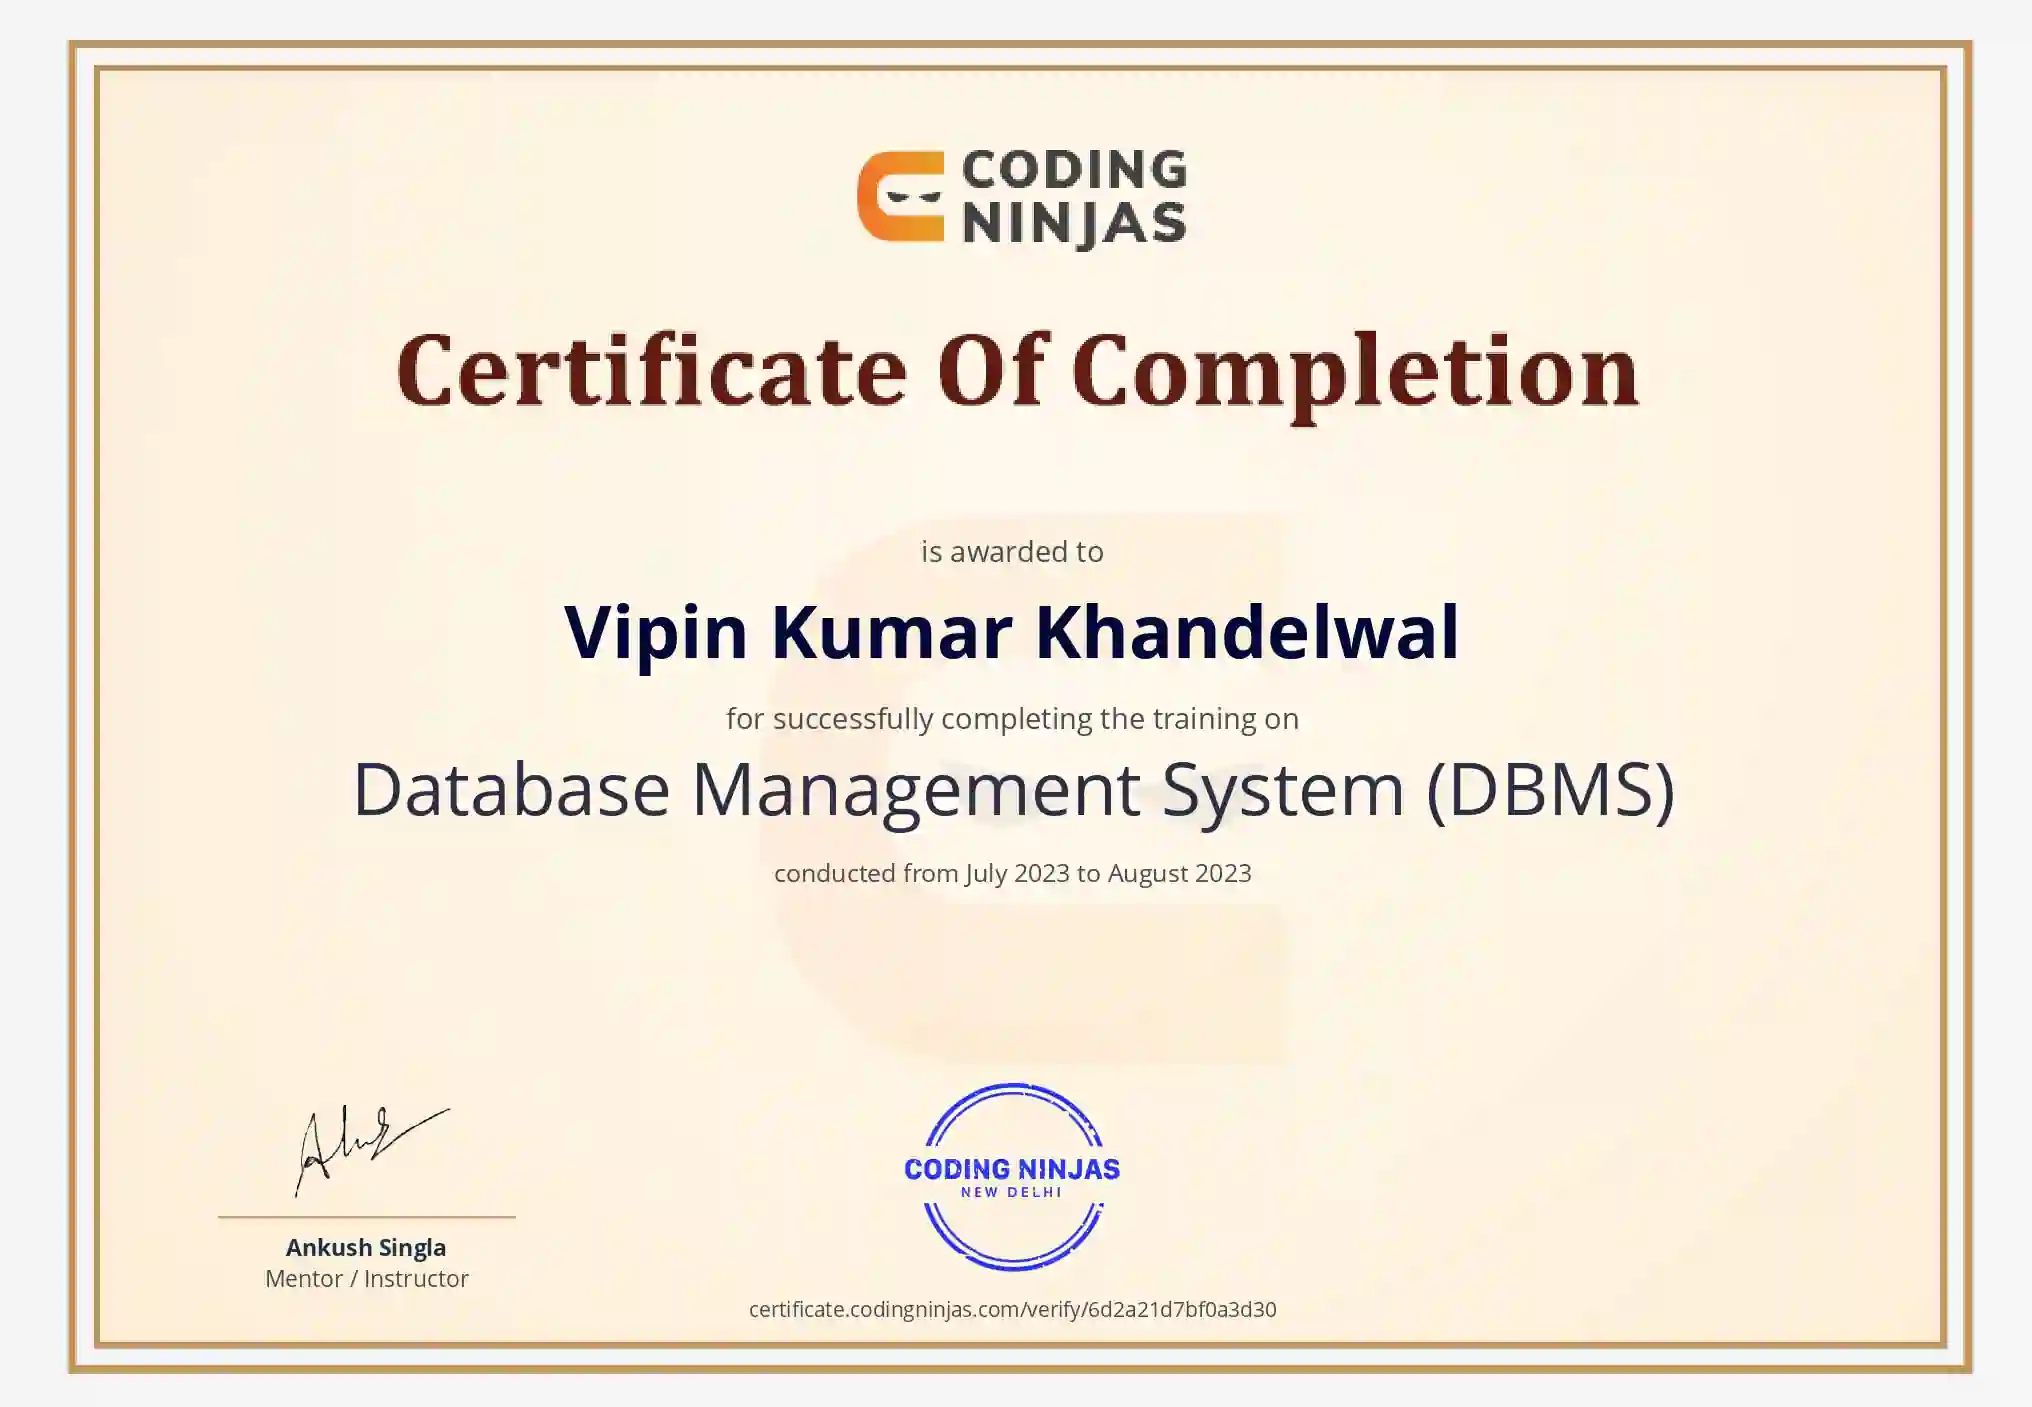 CODING
NINJAS
Certificate Of Completion
is awarded to
Vipin Kumar Khandelwal
for successfully completing the training on
Database Management System (DBMS)
conducted from July 2023 to August 2023
Ankush Singla
Mentor / Instructor
CODING NINJAS
NEW DELHI
certificate.codingninjas.com/verify/6d2a21d7bf0a3d30